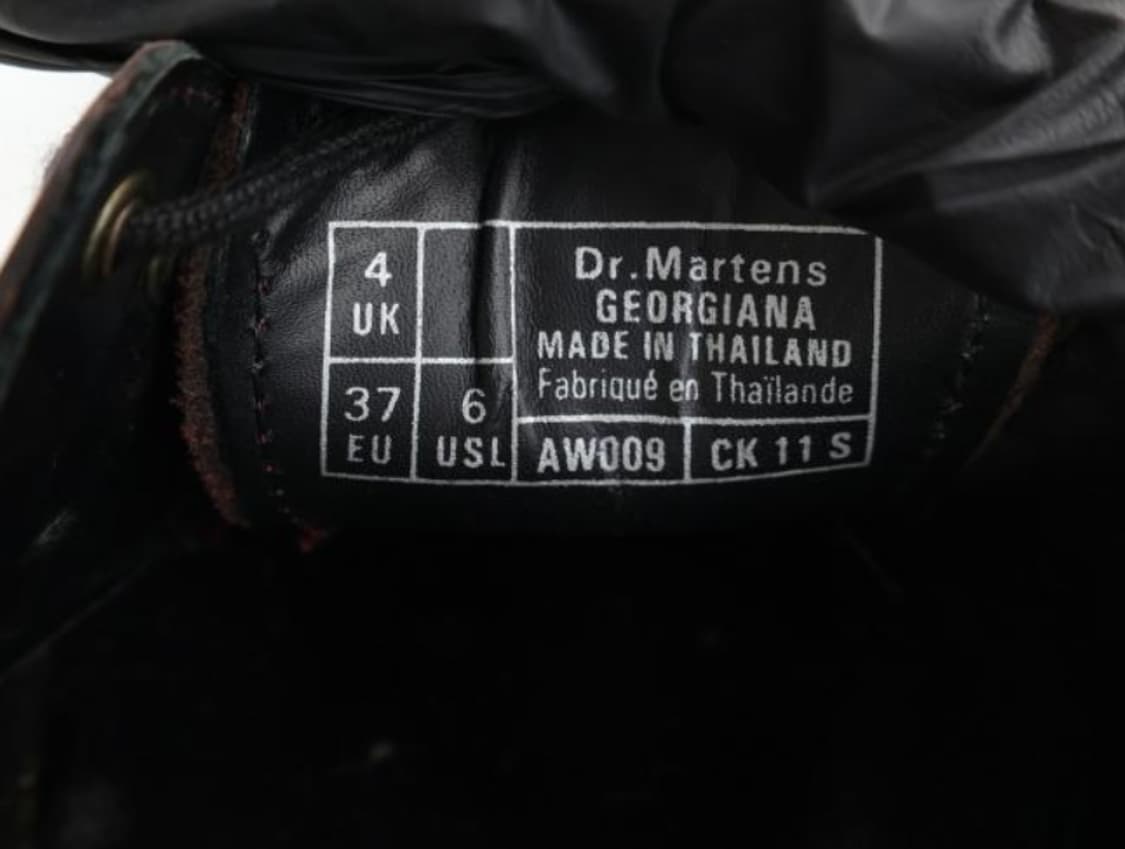 4
UK
37
EU
6
USL
Dr.Martens
GEORGIANA
MADE IN THAILAND
Fabriqué en Thaïlande
AW009
CK 11 S